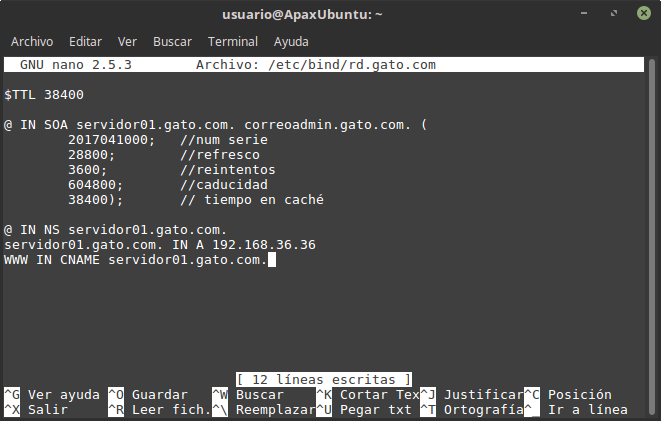 usuario@ApaxUbuntu: ~
Archivo Editar Ver Buscar Terminal Ayuda
GNU nano 2.5.3 Archivo: /etc/bind/rd.gato.com
$TTL 38400
@ IN SOA servidor01.gato.com. correoadmin.gato.com. (
2017041000; //num serie
28800; //refresco
3600; //reintentos
604800; //caducidad
38400); // tiempo en caché
@ IN NS servidor01.gato.com.
servidor01.gato.com. IN A 192.168.36.36
WWW IN CNAME servidor01.gato.com.
[ 12 líneas escritas ]
^G Ver ayuda ^O Guardar ^W Buscar ^K Cortar Tex ^J Justificar ^C Posición
^X Salir ^R Leer fich. ^\ Reemplazar ^U Pegar txt ^T Ortografía ^_ Ir a línea